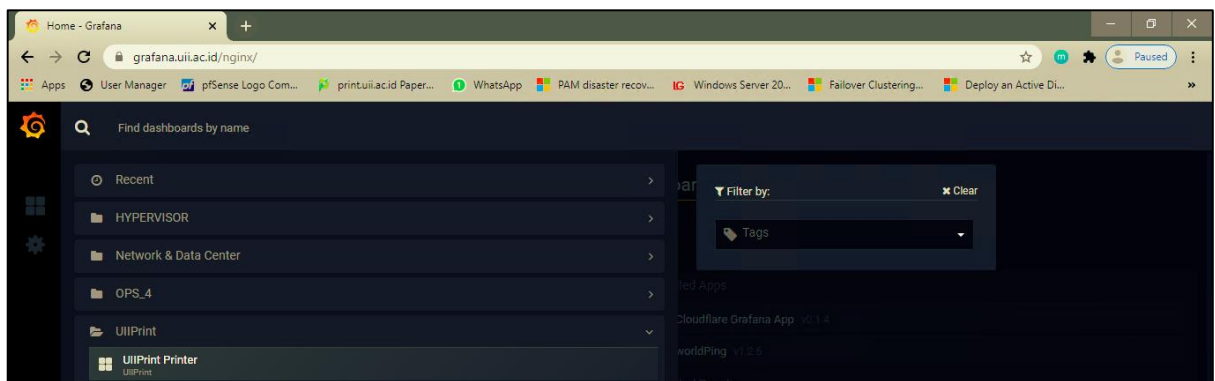 Home - Grafana
grafana.uii.ac.id/nginx/
Paused
Apps
User Manager
pfSense Logo Com...
print.uii.ac.id Paper...
WhatsApp
PAM disaster recov...
Windows Server 20...
Failover Clustering...
Deploy an Active Di...
»
Find dashboards by name
Recent
HYPERVISOR
Network & Data Center
OPS_4
UIIPrint
UIIPrint Printer
UIIPrint
Filter by:
Clear
Tags
led Apps
Cloudflare Grafana App v0.1.4
worldPing v1.2.6